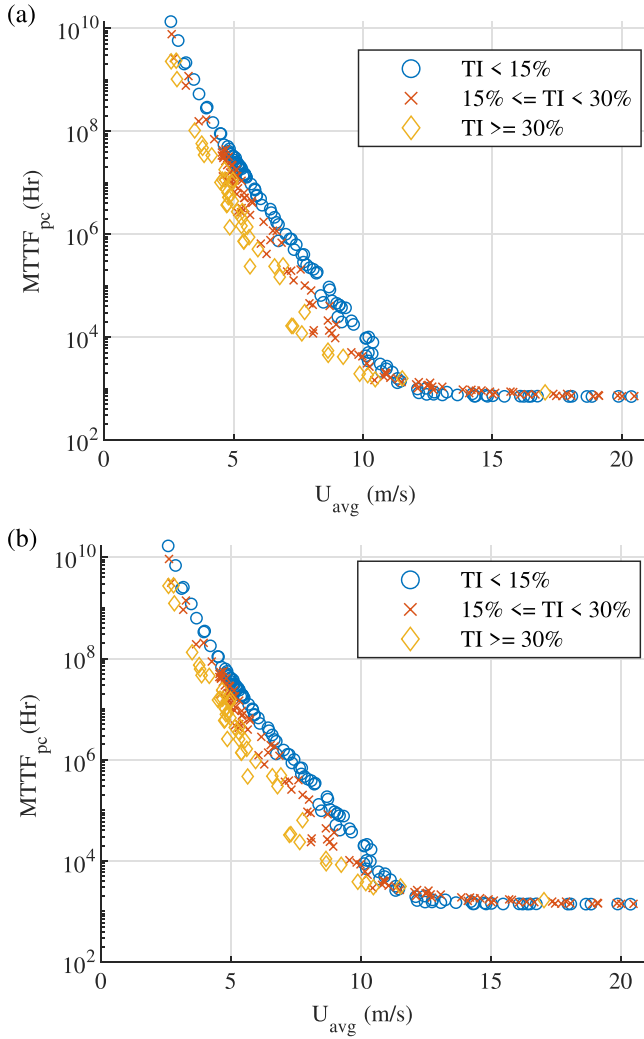 (a)
10^10
10^8
10^6
10^4
10^2
MTTF_pc (Hr)
TI < 15%
15% <= TI < 30%
TI >= 30%
5
10
15
20
U_avg (m/s)
(b)
10^10
10^8
10^6
10^4
10^2
MTTF_pc (Hr)
TI < 15%
15% <= TI < 30%
TI >= 30%
5
10
15
20
U_avg (m/s)